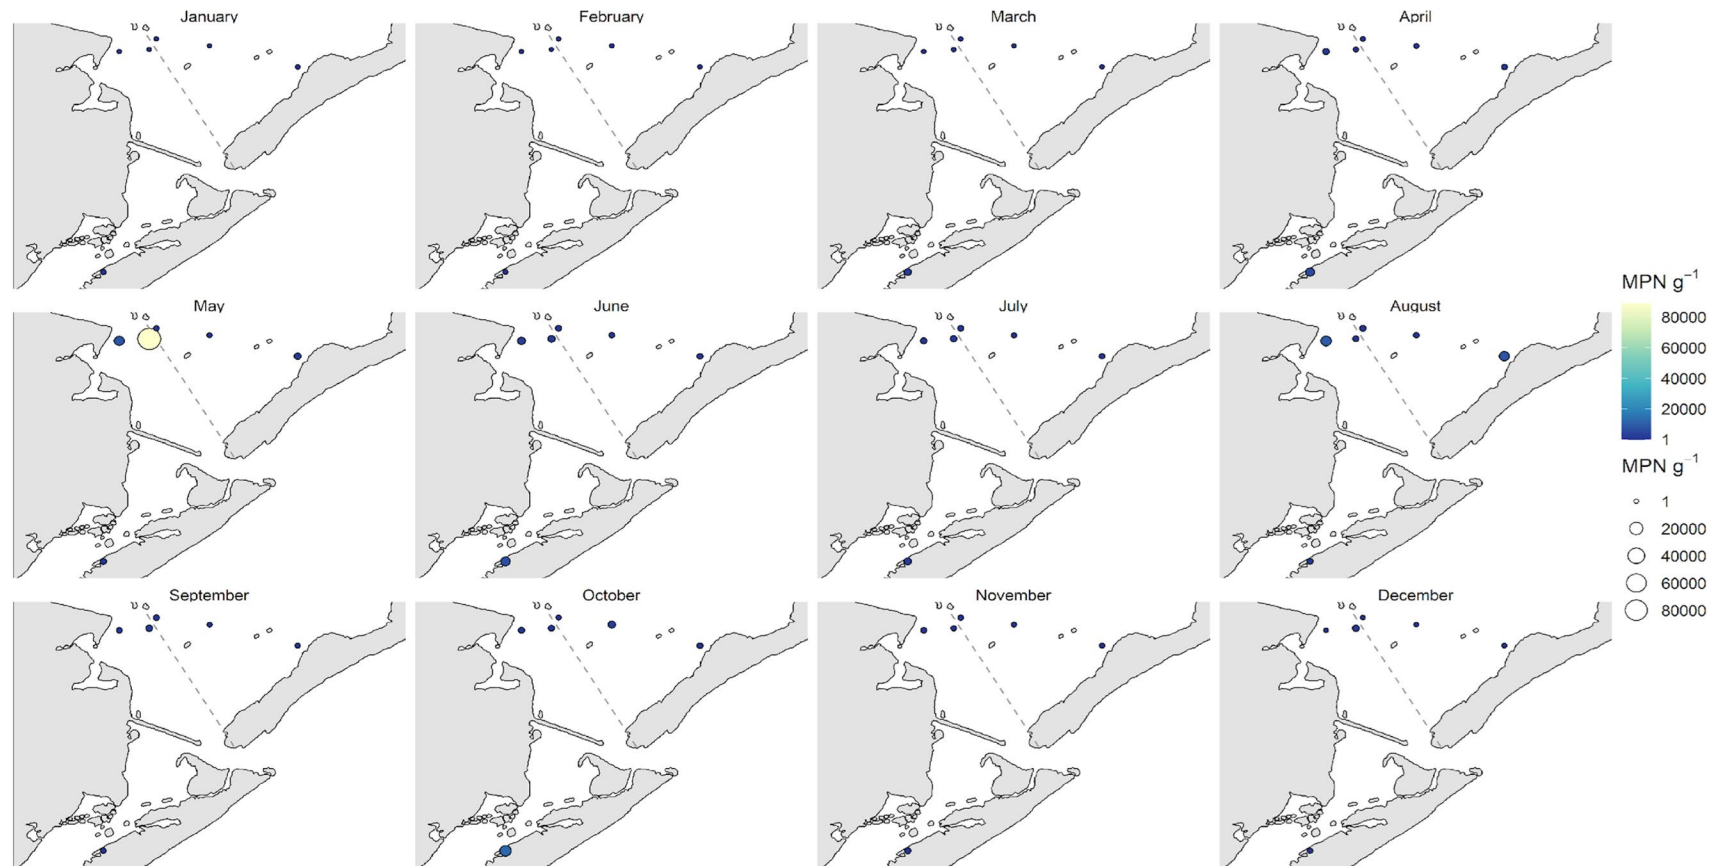 January
February
March
April
May
June
July
August
September
October
November
December
MPN g⁻¹
80000
60000
40000
20000
1
MPN g⁻¹
1
20000
40000
60000
80000